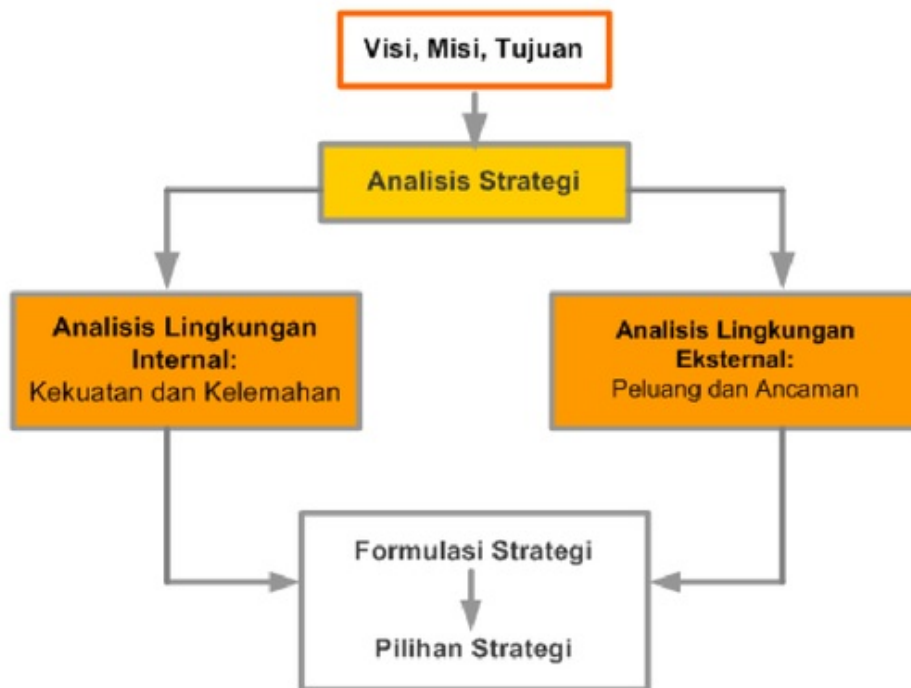 Visi, Misi, Tujuan
Analisis Strategi
Analisis Lingkungan
Internal:
Kekuatan dan Kelemahan
Analisis Lingkungan
Eksternal:
Peluang dan Ancaman
Formulasi Strategi
Pilihan Strategi